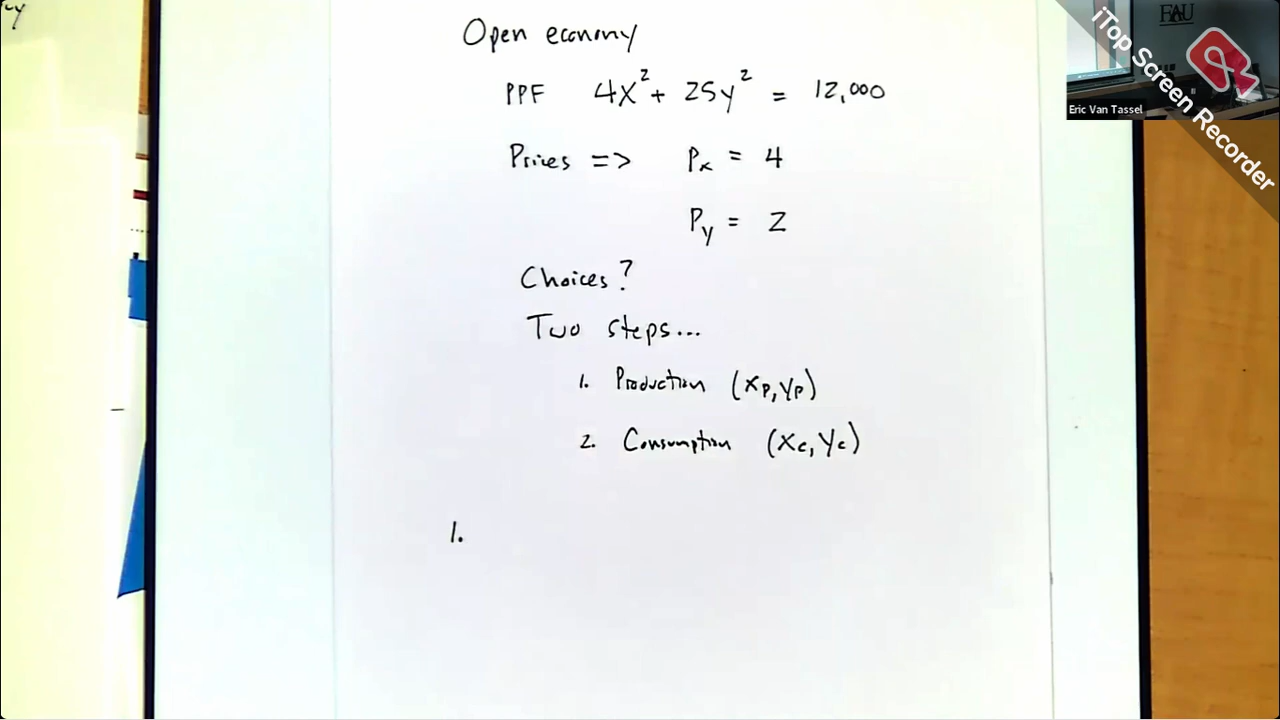 Open economy
PPF 4x² + 25y² = 12,000
Prices => Px = 4
Py = 2
Choices?
Two steps...
1. Production (xp, yp)
2. Consumption (xc, yc)
1.
FAU
Eric Van Tassel
iTop Screen Recorder